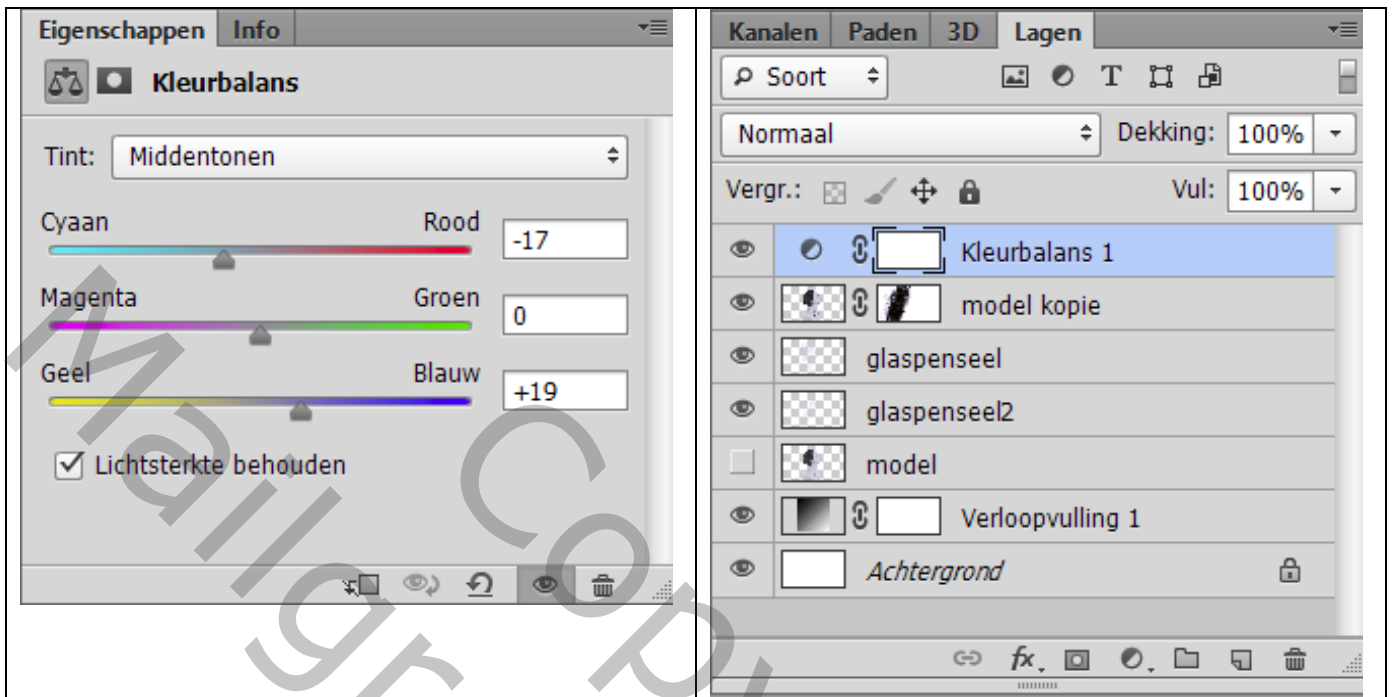 Eigenschappen Info
Kleurbalans
Tint: Middentonen
Cyaan Rood -17
Magenta Groen 0
Geel Blauw +19
Lichtsterkte behouden
Kanalen Paden 3D Lagen
Soort T
Normaal Dekking: 100%
Vergr.: Vul: 100%
Kleurbalans 1
model kopie
glaspenseel
glaspenseel2
model
Verloopvulling 1
Achtergrond
fx.